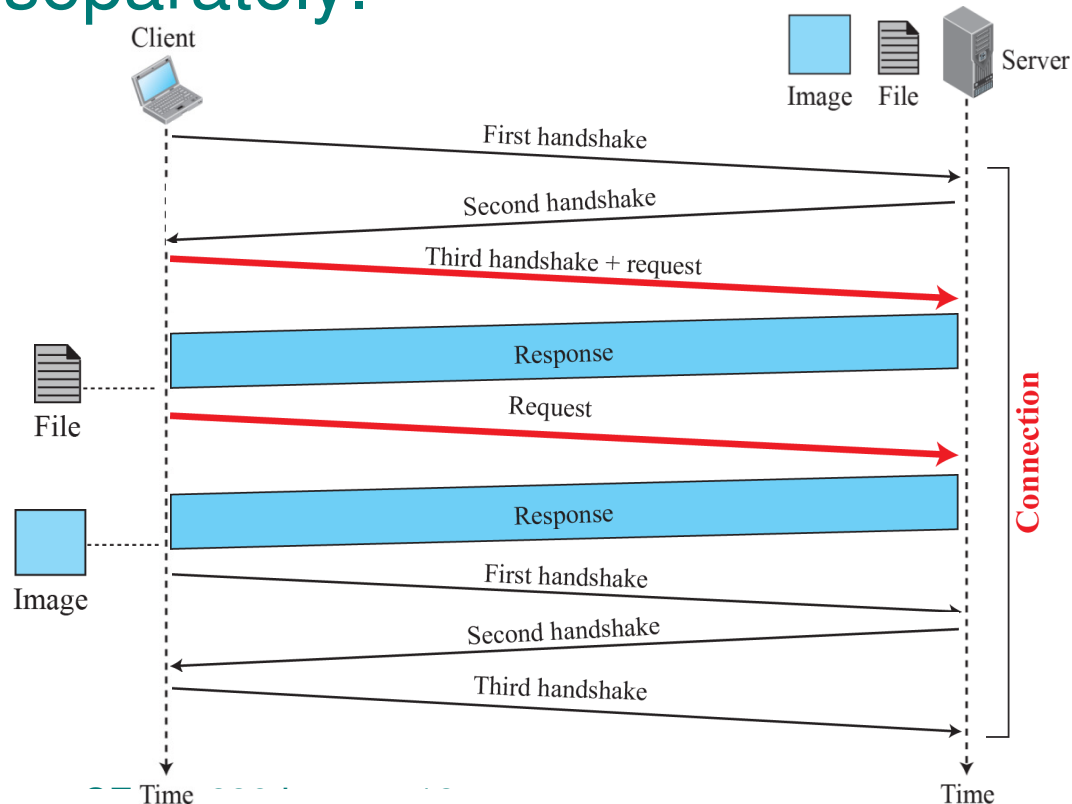 separately.
Client
Image
File
Server
First handshake
Second handshake
Third handshake + request
Response
File
Request
Response
Image
First handshake
Second handshake
Third handshake
Connection
Time
Time